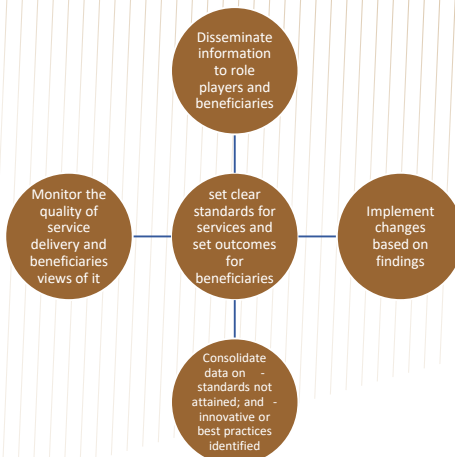 Disseminate
information
to role
players and
beneficiaries
Monitor the
quality of
service
delivery and
beneficiaries
views of it
set clear
standards for
services and
set outcomes
for
beneficiaries
Implement
changes
based on
findings
Consolidate
data on -
standards not
attained; and -
innovative or
best practices
identified